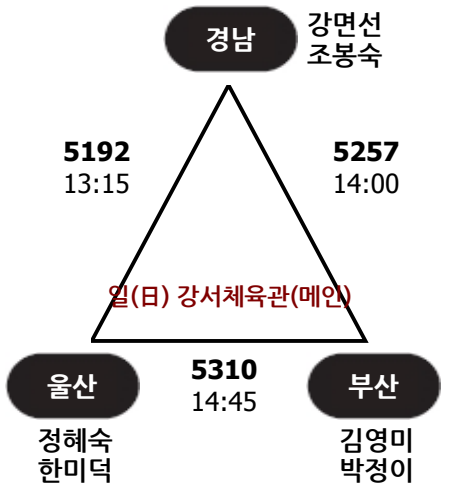 경남
강면선
조봉숙
5192
13:15
5257
14:00
일(日) 강서체육관(메인)
5310
14:45
울산
정혜숙
한미덕
부산
김영미
박정이